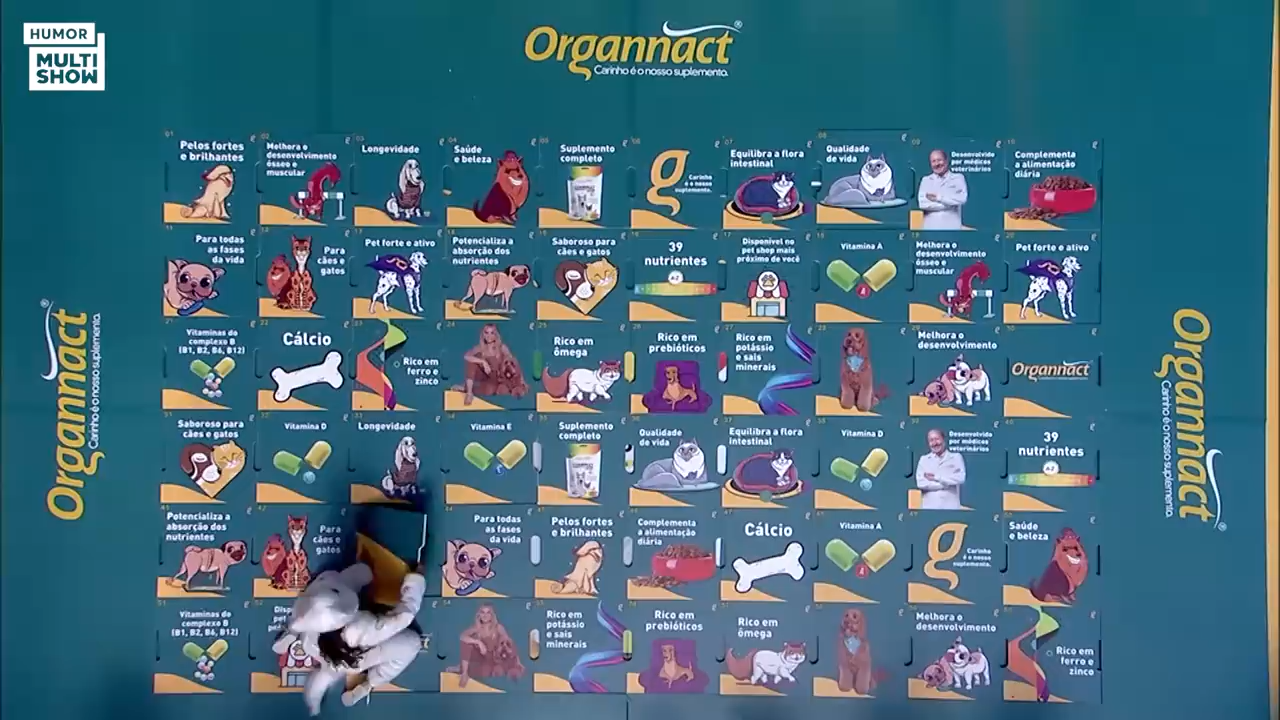 HUMOR
MULTI
SHOW
Organnact®
Carinho é o nosso suplemento.
Pelos fortes
e brilhantes
Melhora o
desenvolvimento
ósseo e
muscular
Longevidade
Saúde
e beleza
Suplemento
completo
g
Carinho
é o nosso
suplemento.
Equilibra a flora
intestinal
Qualidade
de vida
Desenvolvido
por médicos
veterinários
Complementa
a alimentação
diária
Para todas
as fases
da vida
Para
cães e
gatos
Pet forte e ativo
Potencializa a
absorção dos
nutrientes
Saboroso para
cães e gatos
39
nutrientes
AZ
Disponível no
pet shop mais
próximo de você
Vitamina A
A
Melhora o
desenvolvimento
ósseo e
muscular
Pet forte e ativo
Vitaminas do
complexo B
(B1, B2, B6, B12)
Cálcio
Rico em
ferro e
zinco
Rico em
ômega
Rico em
prebióticos
Rico em
potássio
e sais
minerais
Melhora o
desenvolvimento
Organnact
Saboroso para
cães e gatos
Vitamina D
Longevidade
Vitamina E
Suplemento
completo
Qualidade
de vida
Equilibra a flora
intestinal
Vitamina D
Desenvolvido
por médicos
veterinários
39
nutrientes
AZ
Potencializa a
absorção dos
nutrientes
Para
cães e
gatos
Para todas
as fases
da vida
Pelos fortes
e brilhantes
Complementa
a alimentação
diária
Cálcio
Vitamina A
A
g
Carinho
é o nosso
suplemento.
Saúde
e beleza
Vitaminas do
complexo B
(B1, B2, B6, B12)
Rico em
potássio
e sais
minerais
Rico em
prebióticos
Rico em
ômega
Melhora o
desenvolvimento
Rico em
ferro e
zinco
Organnact®
Carinho é o nosso suplemento.
Organnact®
Carinho é o nosso suplemento.